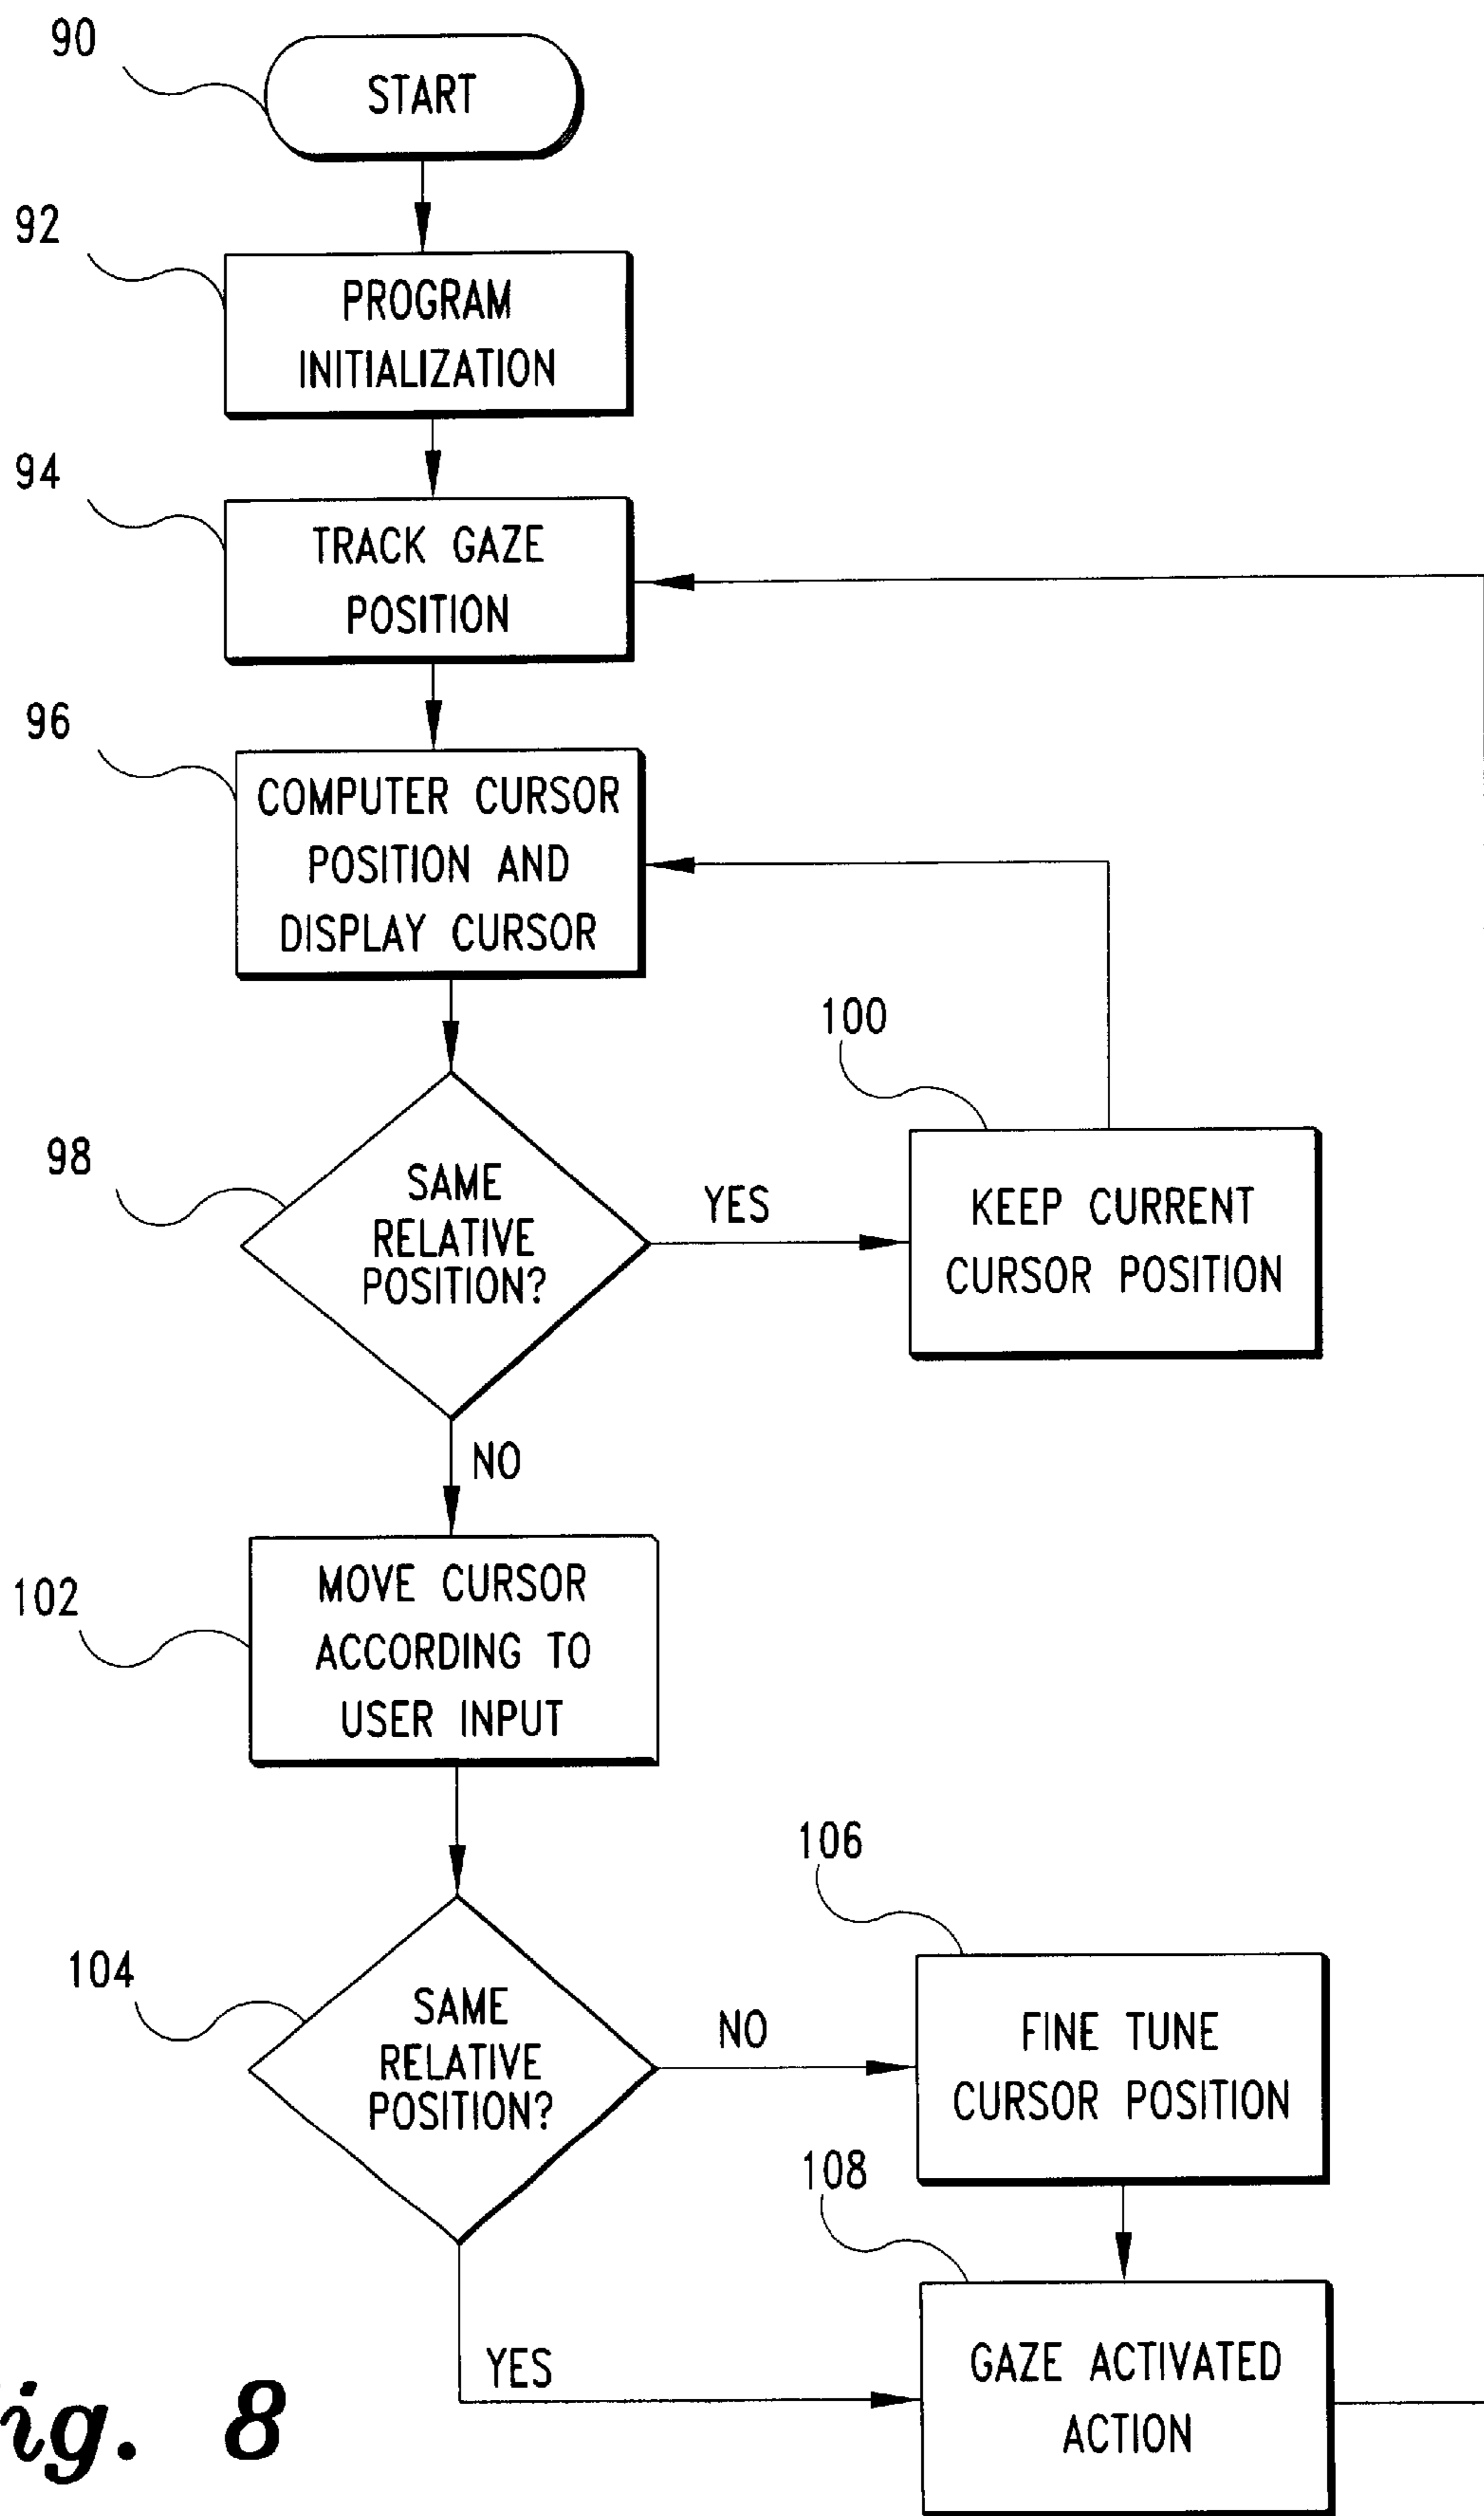 90
START
92
PROGRAM
INITIALIZATION
94
TRACK GAZE
POSITION
96
COMPUTER CURSOR
POSITION AND
DISPLAY CURSOR
98
SAME
RELATIVE
POSITION?
YES
100
KEEP CURRENT
CURSOR POSITION
NO
102
MOVE CURSOR
ACCORDING TO
USER INPUT
104
SAME
RELATIVE
POSITION?
NO
106
FINE TUNE
CURSOR POSITION
YES
108
GAZE ACTIVATED
ACTION
ig. 8